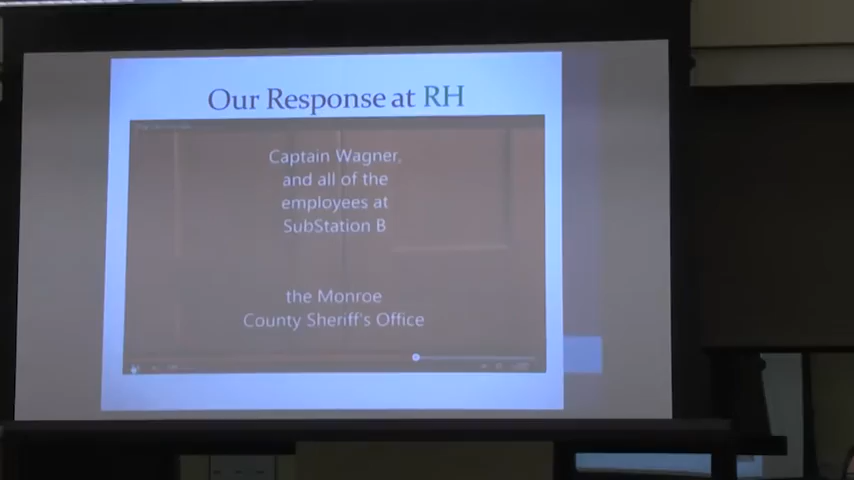 Our Response at RH
Captain Wagner,
and all of the
employees at
SubStation B
the Monroe
County Sheriff's Office